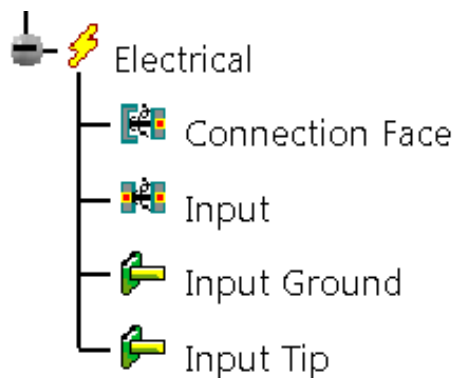 Electrical
Connection Face
Input
Input Ground
Input Tip